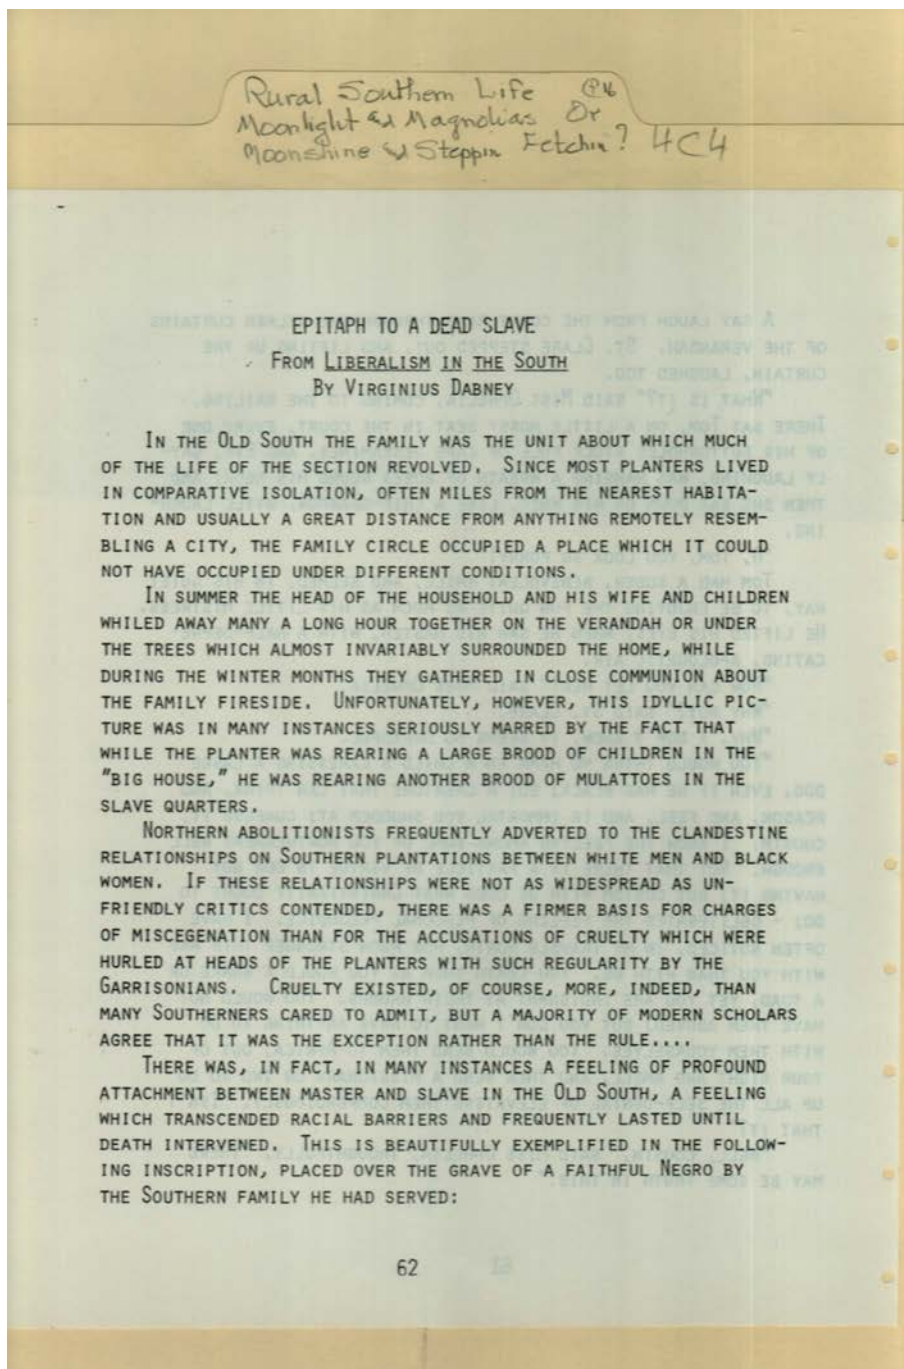 Rural Southern Life
Moonlight & Magnolias Or
Moonshine & Steppin Fetchin? 4C4
EPITAPH TO A DEAD SLAVE
FROM LIBERALISM IN THE SOUTH
BY VIRGINIUS DABNEY
IN THE OLD SOUTH THE FAMILY WAS THE UNIT ABOUT WHICH MUCH
OF THE LIFE OF THE SECTION REVOLVED. SINCE MOST PLANTERS LIVED
IN COMPARATIVE ISOLATION, OFTEN MILES FROM THE NEAREST HABITA-
TION AND USUALLY A GREAT DISTANCE FROM ANYTHING REMOTELY RESEM-
BLING A CITY, THE FAMILY CIRCLE OCCUPIED A PLACE WHICH IT COULD
NOT HAVE OCCUPIED UNDER DIFFERENT CONDITIONS.
IN SUMMER THE HEAD OF THE HOUSEHOLD AND HIS WIFE AND CHILDREN
WHILED AWAY MANY A LONG HOUR TOGETHER ON THE VERANDAH OR UNDER
THE TREES WHICH ALMOST INVARIABLY SURROUNDED THE HOME, WHILE
DURING THE WINTER MONTHS THEY GATHERED IN CLOSE COMMUNION ABOUT
THE FAMILY FIRESIDE. UNFORTUNATELY, HOWEVER, THIS IDYLLIC PIC-
TURE WAS IN MANY INSTANCES SERIOUSLY MARRED BY THE FACT THAT
WHILE THE PLANTER WAS REARING A LARGE BROOD OF CHILDREN IN THE
"BIG HOUSE," HE WAS REARING ANOTHER BROOD OF MULATTOES IN THE
SLAVE QUARTERS.
NORTHERN ABOLITIONISTS FREQUENTLY ADVERTED TO THE CLANDESTINE
RELATIONSHIPS ON SOUTHERN PLANTATIONS BETWEEN WHITE MEN AND BLACK
WOMEN. IF THESE RELATIONSHIPS WERE NOT AS WIDESPREAD AS UN-
FRIENDLY CRITICS CONTENDED, THERE WAS A FIRMER BASIS FOR CHARGES
OF MISCEGENATION THAN FOR THE ACCUSATIONS OF CRUELTY WHICH WERE
HURLED AT HEADS OF THE PLANTERS WITH SUCH REGULARITY BY THE
GARRISONIANS. CRUELTY EXISTED, OF COURSE, MORE, INDEED, THAN
MANY SOUTHERNERS CARED TO ADMIT, BUT A MAJORITY OF MODERN SCHOLARS
AGREE THAT IT WAS THE EXCEPTION RATHER THAN THE RULE....
THERE WAS, IN FACT, IN MANY INSTANCES A FEELING OF PROFOUND
ATTACHMENT BETWEEN MASTER AND SLAVE IN THE OLD SOUTH, A FEELING
WHICH TRANSCENDED RACIAL BARRIERS AND FREQUENTLY LASTED UNTIL
DEATH INTERVENED. THIS IS BEAUTIFULLY EXEMPLIFIED IN THE FOLLOW-
ING INSCRIPTION, PLACED OVER THE GRAVE OF A FAITHFUL NEGRO BY
THE SOUTHERN FAMILY HE HAD SERVED:
62